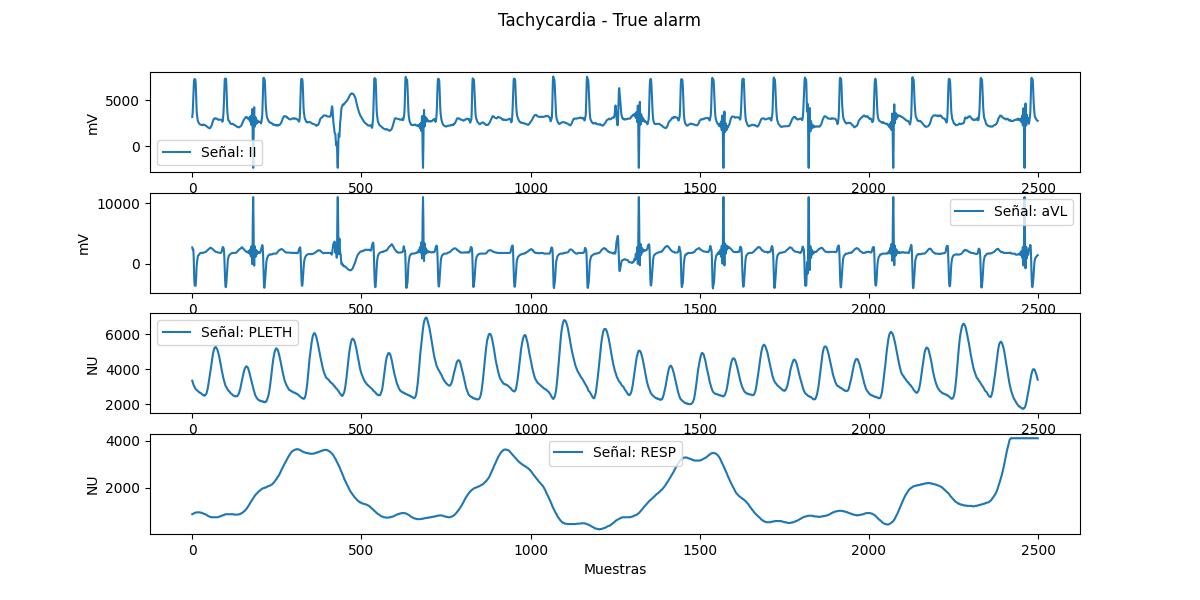 Tachycardia - True alarm
mV
5000
0
Señal: II
0 500 1000 1500 2000 2500
mV
10000
0
Señal: aVL
0 500 1000 1500 2000 2500
NU
6000
4000
2000
Señal: PLETH
0 500 1000 1500 2000 2500
NU
4000
2000
Señal: RESP
0 500 1000 1500 2000 2500
Muestras